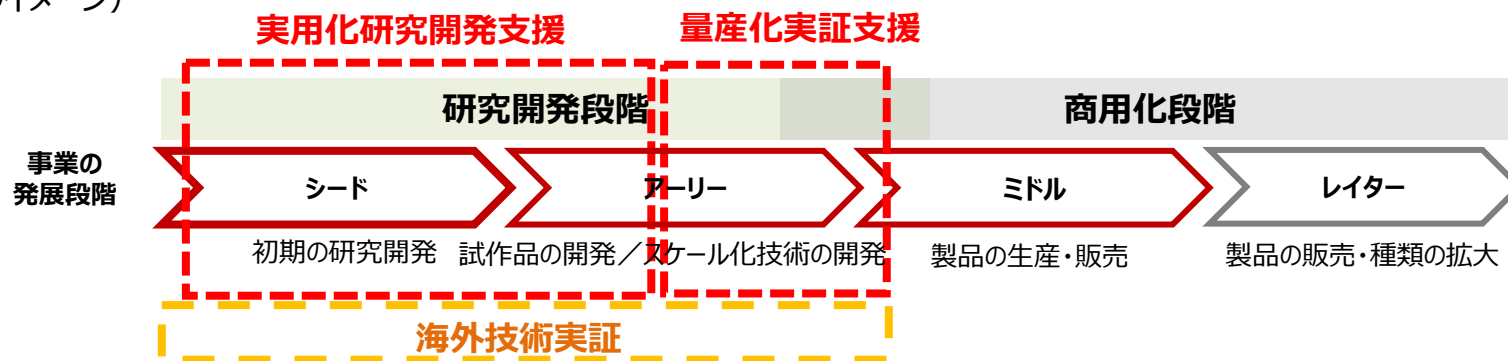 イメージ）
実用化研究開発支援 量産化実証支援
研究開発段階 商用化段階
事業の
発展段階
シード アーリー ミドル レイター
初期の研究開発 試作品の開発／スケール化技術の開発 製品の生産・販売 製品の販売・種類の拡大
海外技術実証